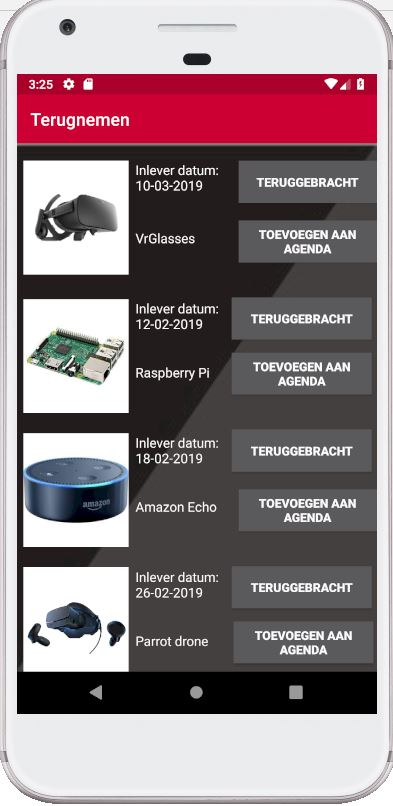 3:25
Terugnemen
Inlever datum:
10-03-2019
TERUGGEBRACHT
VrGlasses
TOEVOEGEN AAN
AGENDA
Inlever datum:
12-02-2019
TERUGGEBRACHT
Raspberry Pi
TOEVOEGEN AAN
AGENDA
amazon
Inlever datum:
18-02-2019
TERUGGEBRACHT
Amazon Echo
TOEVOEGEN AAN
AGENDA
Inlever datum:
26-02-2019
TERUGGEBRACHT
Parrot drone
TOEVOEGEN AAN
AGENDA